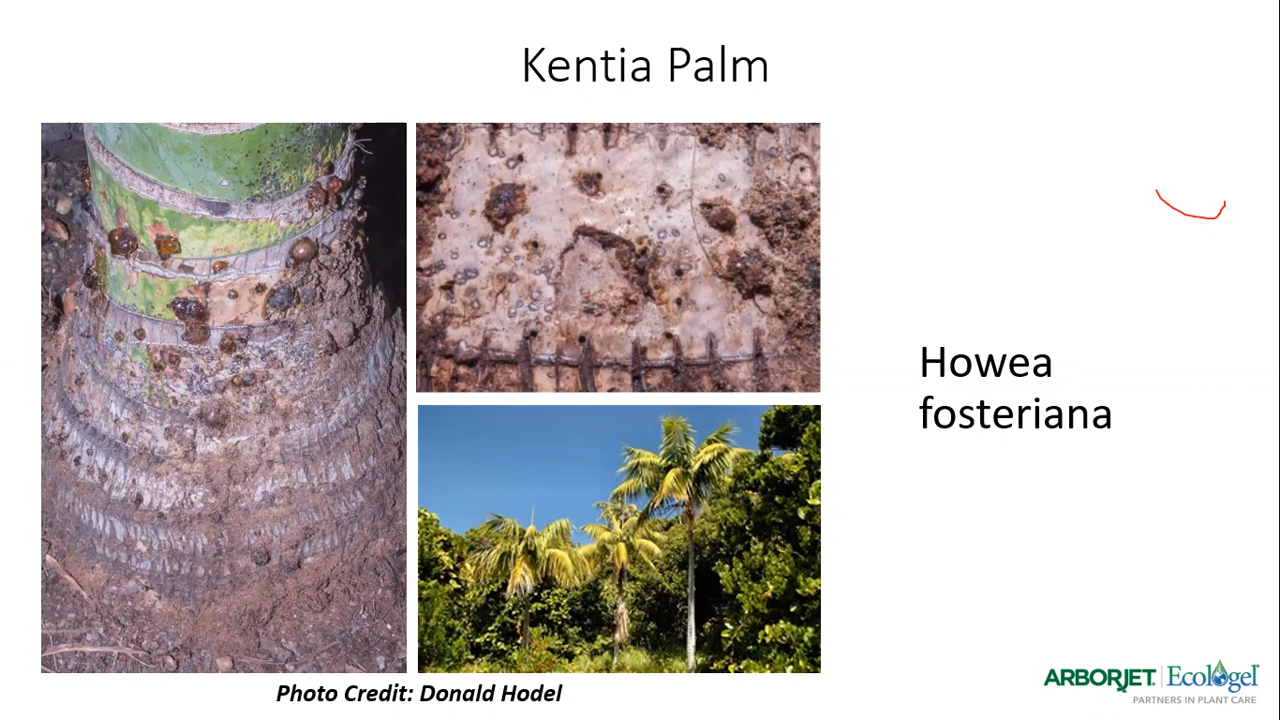 Kentia Palm
Howea
fosteriana
Photo Credit: Donald Hodel
ARBORJET | Ecologel
PARTNERS IN PLANT CARE